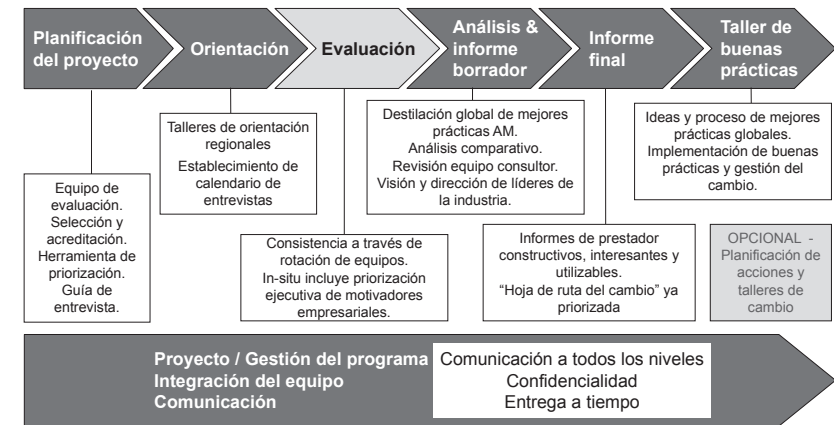 Planificación
del proyecto
Orientación
Evaluación
Análisis &
informe
borrador
Informe
final
Taller de
buenas
prácticas
Equipo de
evaluación.
Selección y
acreditación.
Herramienta de
priorización.
Guía de
entrevista.
Talleres de orientación
regionales
Establecimiento de
calendario de
entrevistas
Consistencia a través de
rotación de equipos.
In-situ incluye priorización
ejecutiva de motivadores
empresariales.
Destilación global de mejores
prácticas AM.
Análisis comparativo.
Revisión equipo consultor.
Visión y dirección de líderes de
la industria.
Informes de prestador
constructivos, interesantes y
utilizables.
“Hoja de ruta del cambio” ya
priorizada
Ideas y proceso de mejores
prácticas globales.
Implementación de buenas
prácticas y gestión del
cambio.
OPCIONAL -
Planificación de
acciones y
talleres de
cambio
Proyecto / Gestión del programa
Integración del equipo
Comunicación
Comunicación a todos los niveles
Confidencialidad
Entrega a tiempo